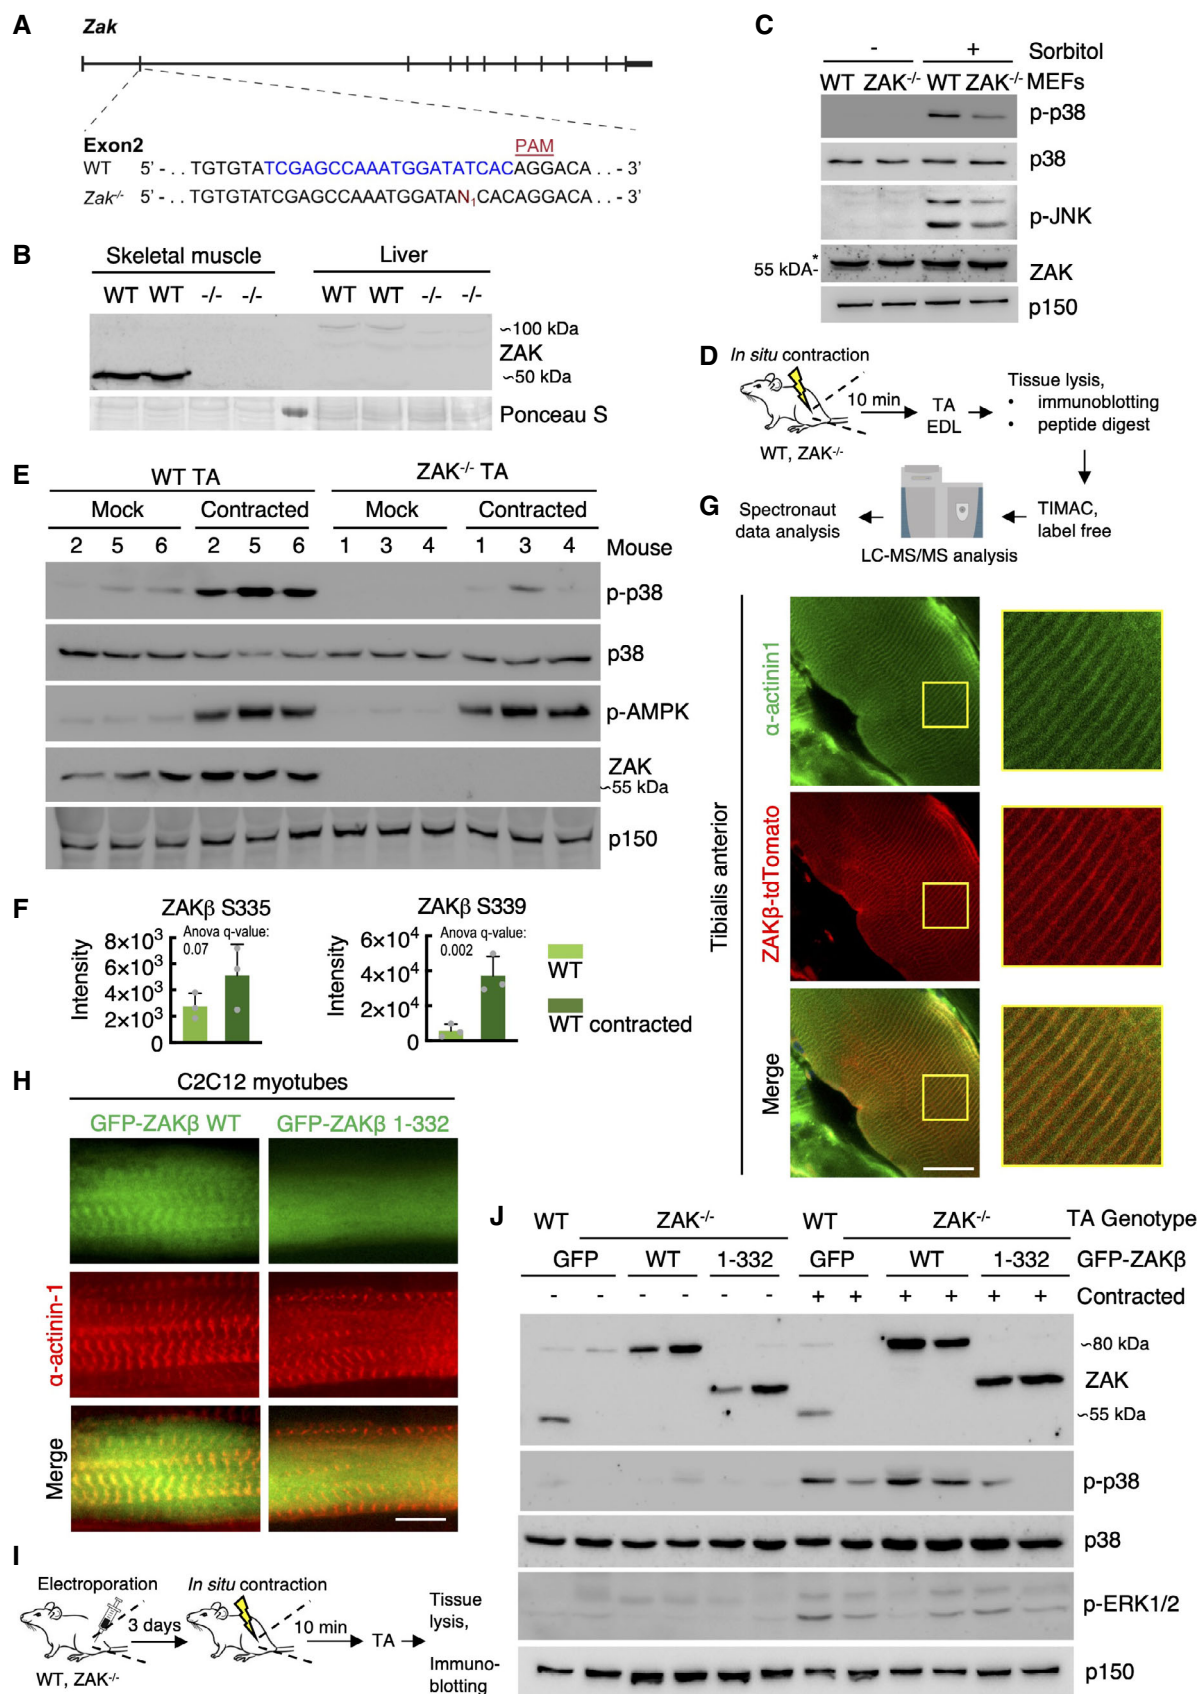 A
Zak
Exon2
PAM
WT 5' - . . TGTGTATCGAGCCAAATGGATATCACAGGACA . . - 3'
Zak-/- 5' - . . TGTGTATCGAGCCAAATGGATAN1CACAGGACA . . - 3'
B
Skeletal muscle Liver
WT WT -/- -/- WT WT -/- -/-
~100 kDa
ZAK
~50 kDa
Ponceau S
C
- + Sorbitol
WT ZAK-/- WT ZAK-/- MEFs
p-p38
p38
p-JNK
*
55 kDA-
ZAK
p150
D
In situ contraction
10 min
TA
EDL
Tissue lysis,
• immunoblotting
• peptide digest
WT, ZAK-/-
TIMAC,
label free
LC-MS/MS analysis
Spectronaut
data analysis
E
WT TA ZAK-/- TA
Mock Contracted Mock Contracted
2 5 6 2 5 6 1 3 4 1 3 4 Mouse
p-p38
p38
p-AMPK
ZAK
~55 kDa
p150
F
ZAKβ S335
Anova q-value:
0.07
Intensity
8×10³
6×10³
4×10³
2×10³
0
ZAKβ S339
Anova q-value:
0.002
Intensity
6×10⁴
4×10⁴
2×10⁴
0
WT
WT contracted
G
Tibialis anterior
α-actinin1
ZAKβ-tdTomato
Merge
H
C2C12 myotubes
GFP-ZAKβ WT GFP-ZAKβ 1-332
α-actinin-1
Merge
I
Electroporation
3 days
In situ contraction
10 min
TA
Tissue
lysis,
Immuno-
blotting
WT, ZAK-/-
J
WT ZAK-/- WT ZAK-/- TA Genotype
GFP WT 1-332 GFP WT 1-332 GFP-ZAKβ
- - - - - - + + + + + + Contracted
~80 kDa
ZAK
~55 kDa
p-p38
p38
p-ERK1/2
p150